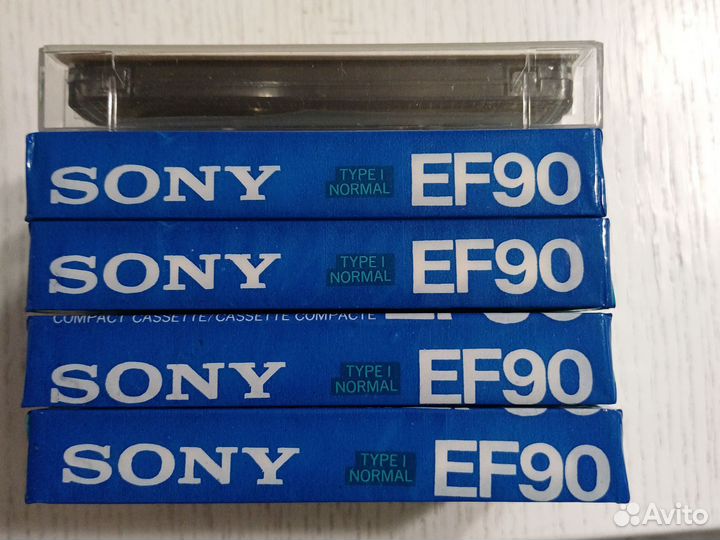 SONY TYPE I NORMAL EF90
SONY TYPE I NORMAL EF90
COMPACT CASSETTE/CASSETTE COMPACTE EF90
SONY TYPE I NORMAL EF90
SONY TYPE I NORMAL EF90
Avito